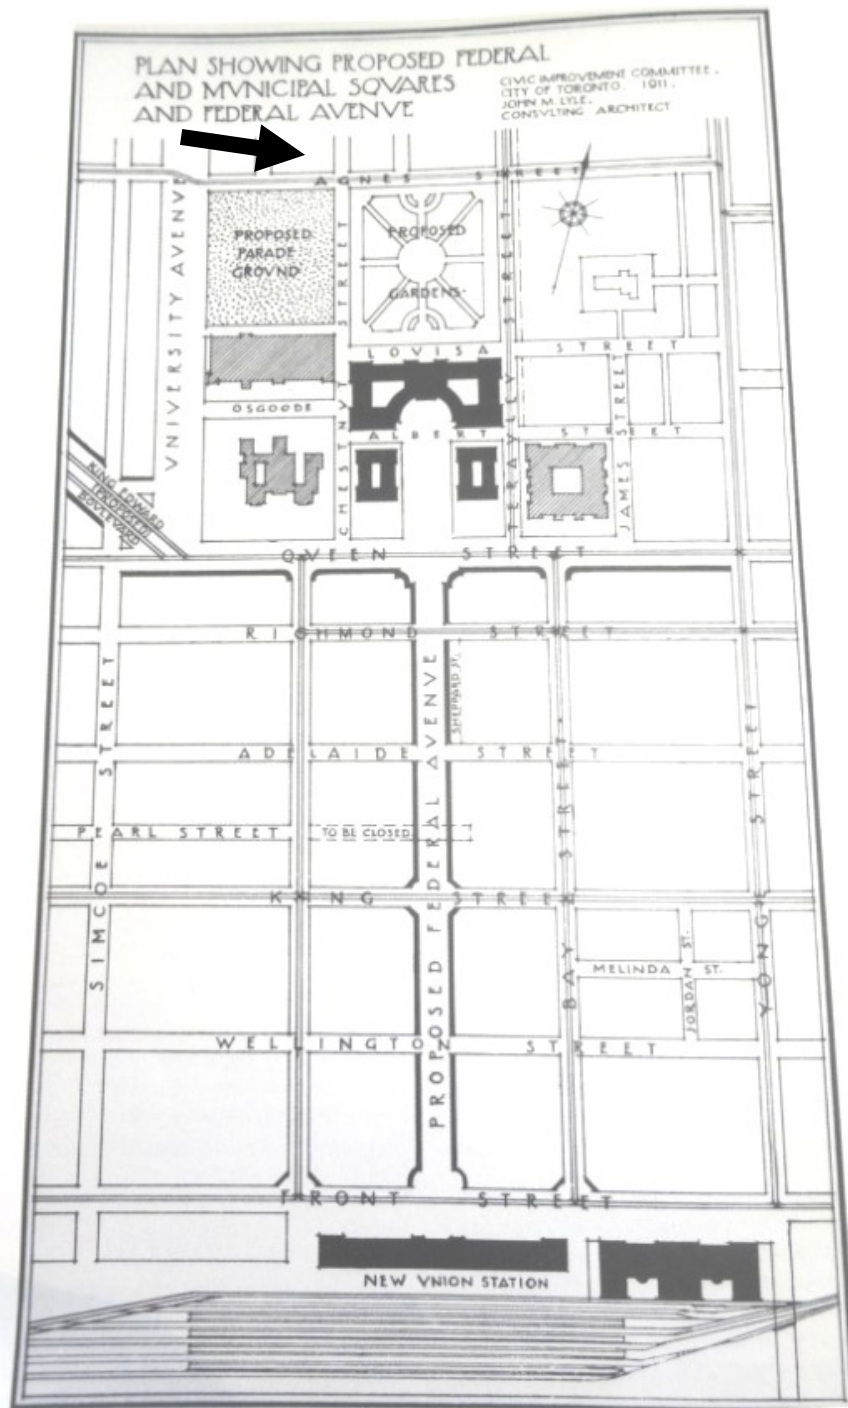 PLAN SHOWING PROPOSED FEDERAL
AND MVNICIPAL SQVARES
AND FEDERAL AVENVE
CIVIC IMPROVEMENT COMMITTEE.
CITY OF TORONTO. 1911.
JOHN M. LYLE.
CONSVLTING ARCHITECT
AGNES STREET
VNIVERSITY AVENVE
PROPOSED
PARADE
GROVND
CHESTNVT STREET
PROPOSED
GARDENS
TERAVLEY STREET
LOVISA STREET
OSGOODE
ALBERT STREET
JAMES STREET
KING EDWARD
(PROPOSED)
BOVLEVARD
QVEEN STREET
RICHMOND STREET
SIMCOE STREET
PROPOSED FEDERAL AVENVE
SHEPPARD ST.
ADELAIDE STREET
BAY STREET
YONGE STREET
PEARL STREET
TO BE CLOSED
KING STREET
MELINDA ST.
JORDAN ST.
WELLINGTON STREET
FRONT STREET
NEW VNION STATION